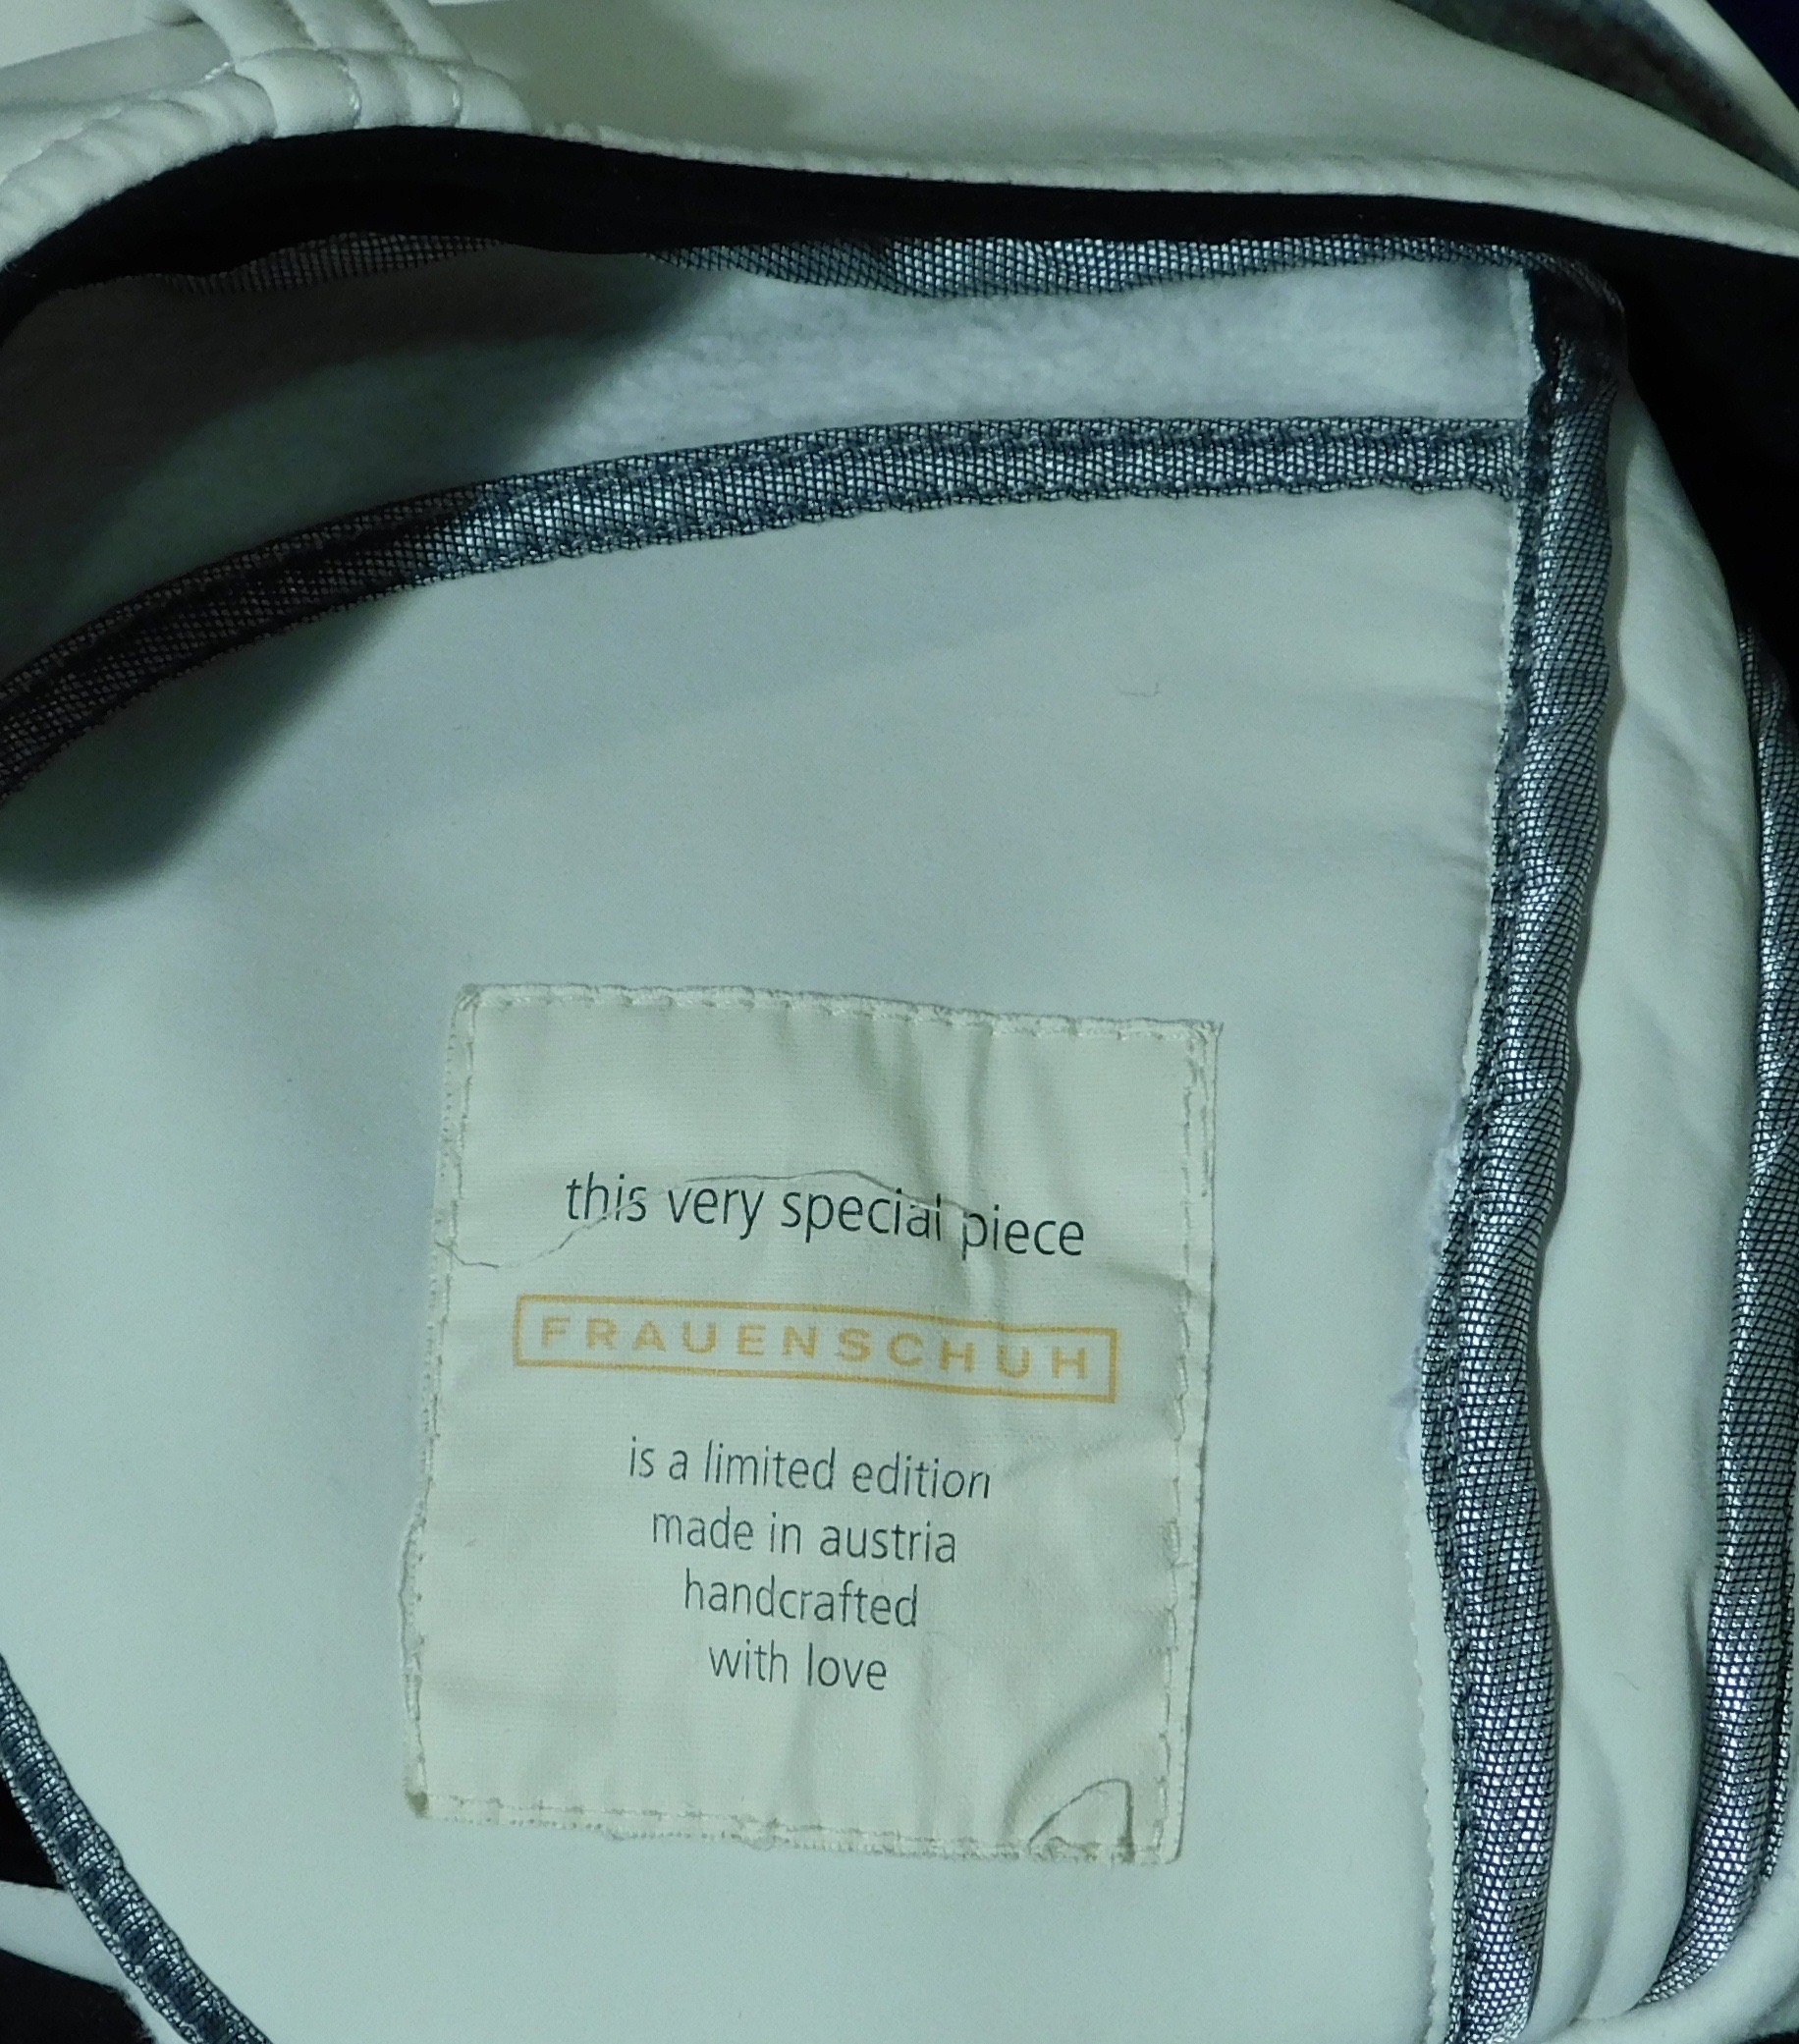 this very special piece
FRAUENSCHUH
is a limited edition
made in austria
handcrafted
with love